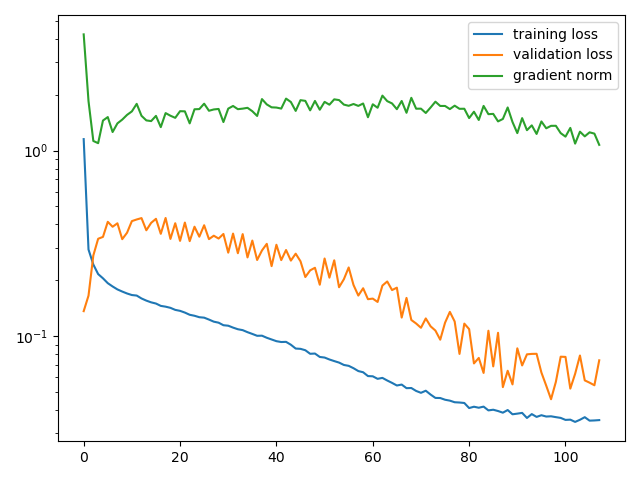 training loss
validation loss
gradient norm
10⁰
10⁻¹
0 20 40 60 80 100